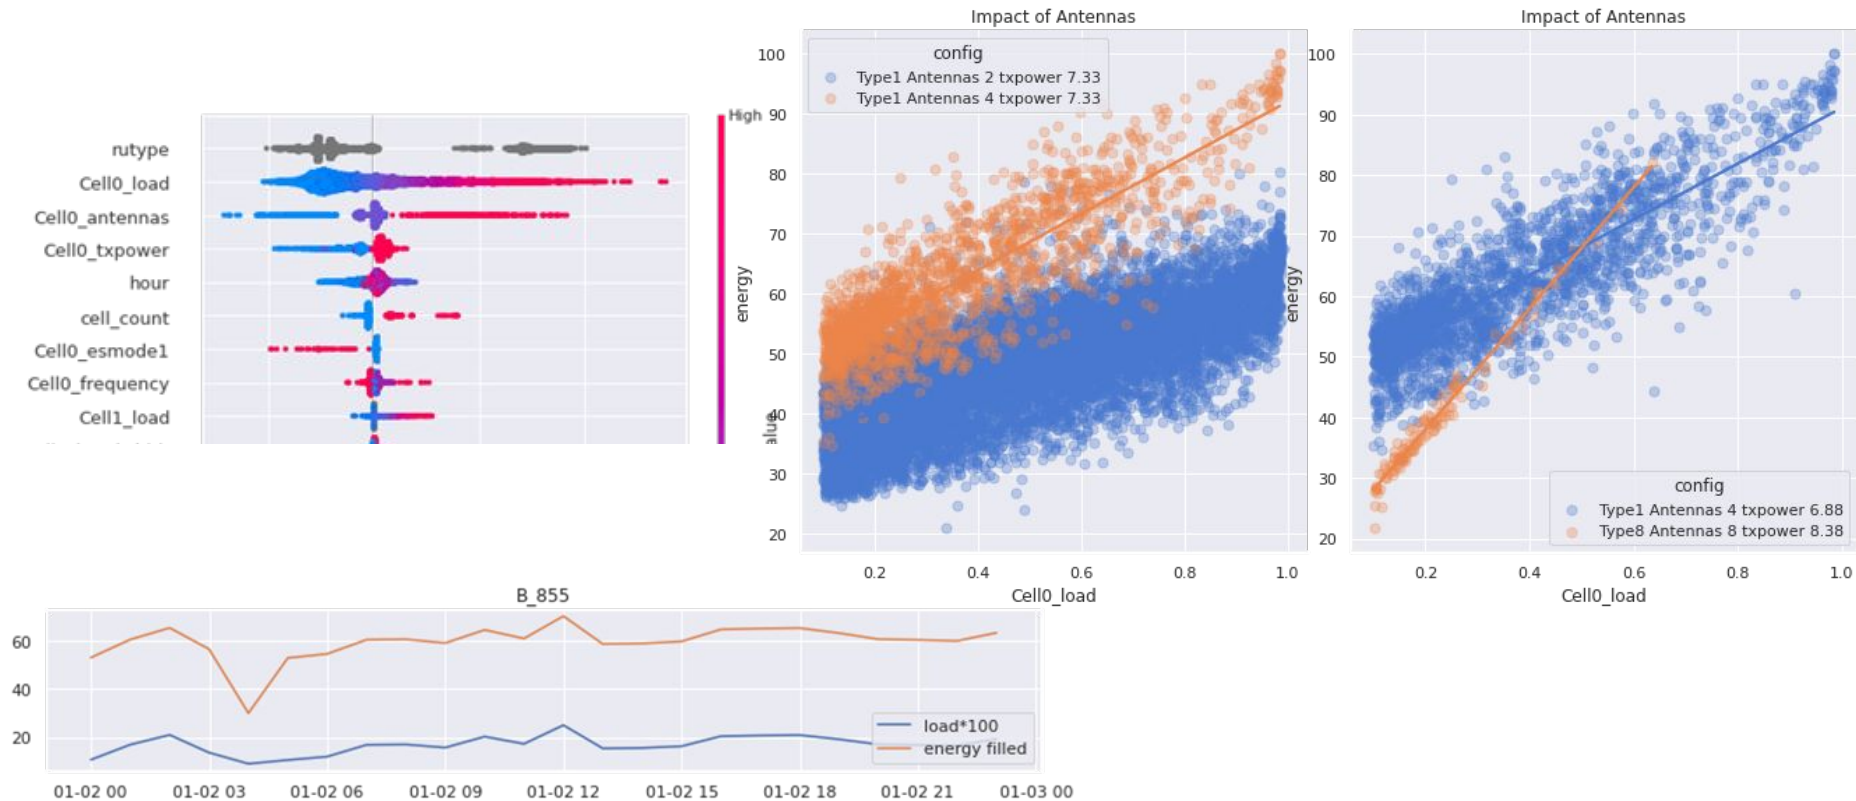 High
rutype
Cell0_load
Cell0_antennas
Cell0_txpower
hour
cell_count
Cell0_esmode1
Cell0_frequency
Cell1_load
Impact of Antennas
config
Type1 Antennas 2 txpower 7.33
Type1 Antennas 4 txpower 7.33
100
90
80
70
60
50
40
30
20
energy
0.2 0.4 0.6 0.8 1.0
Cell0_load
Impact of Antennas
100
90
80
70
60
50
40
30
20
energy
config
Type1 Antennas 4 txpower 6.88
Type8 Antennas 8 txpower 8.38
0.2 0.4 0.6 0.8 1.0
Cell0_load
B_855
60
40
20
load*100
energy filled
01-02 00 01-02 03 01-02 06 01-02 09 01-02 12 01-02 15 01-02 18 01-02 21 01-03 00